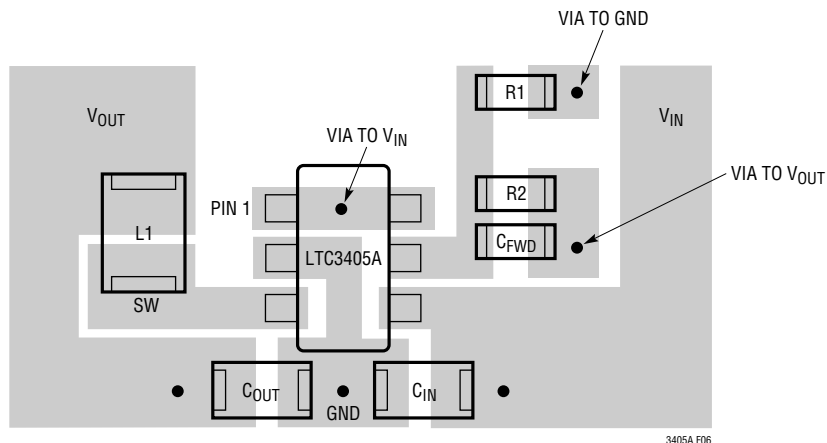 VIA TO GND
R1
VOUT
VIN
VIA TO VIN
VIA TO VOUT
PIN 1
R2
L1
LTC3405A
CFWD
SW
COUT
CIN
GND
3405A F06